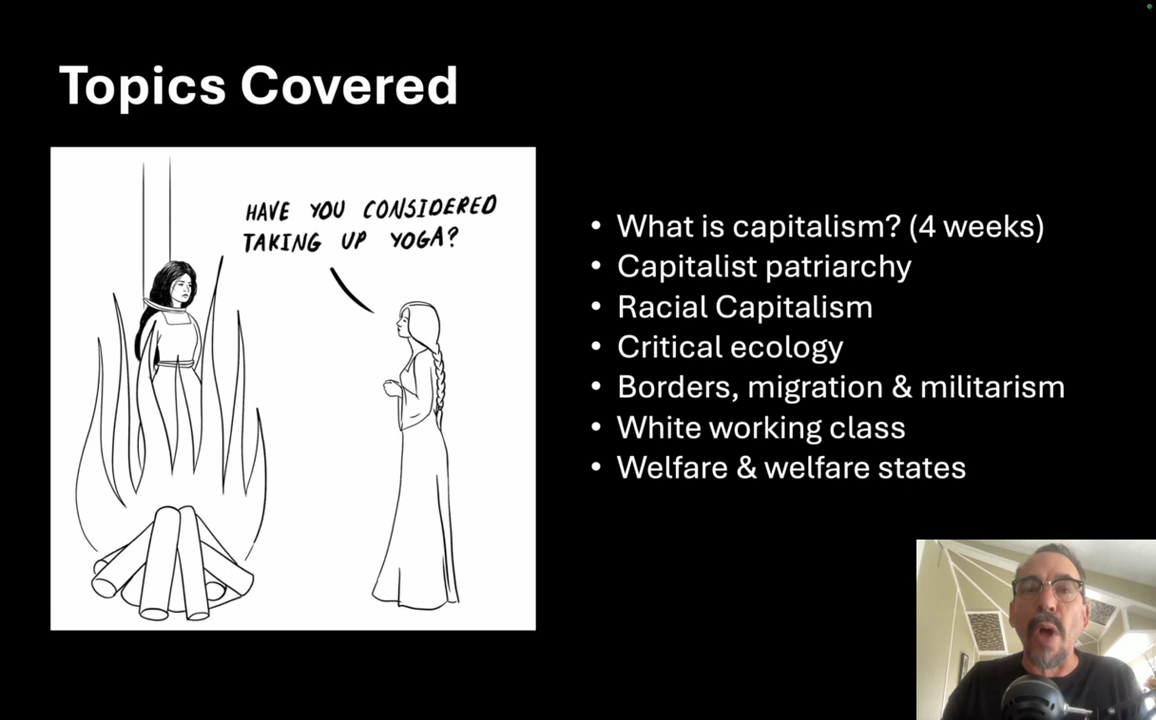 Topics Covered
HAVE YOU CONSIDERED
TAKING UP YOGA?
• What is capitalism? (4 weeks)
• Capitalist patriarchy
• Racial Capitalism
• Critical ecology
• Borders, migration & militarism
• White working class
• Welfare & welfare states